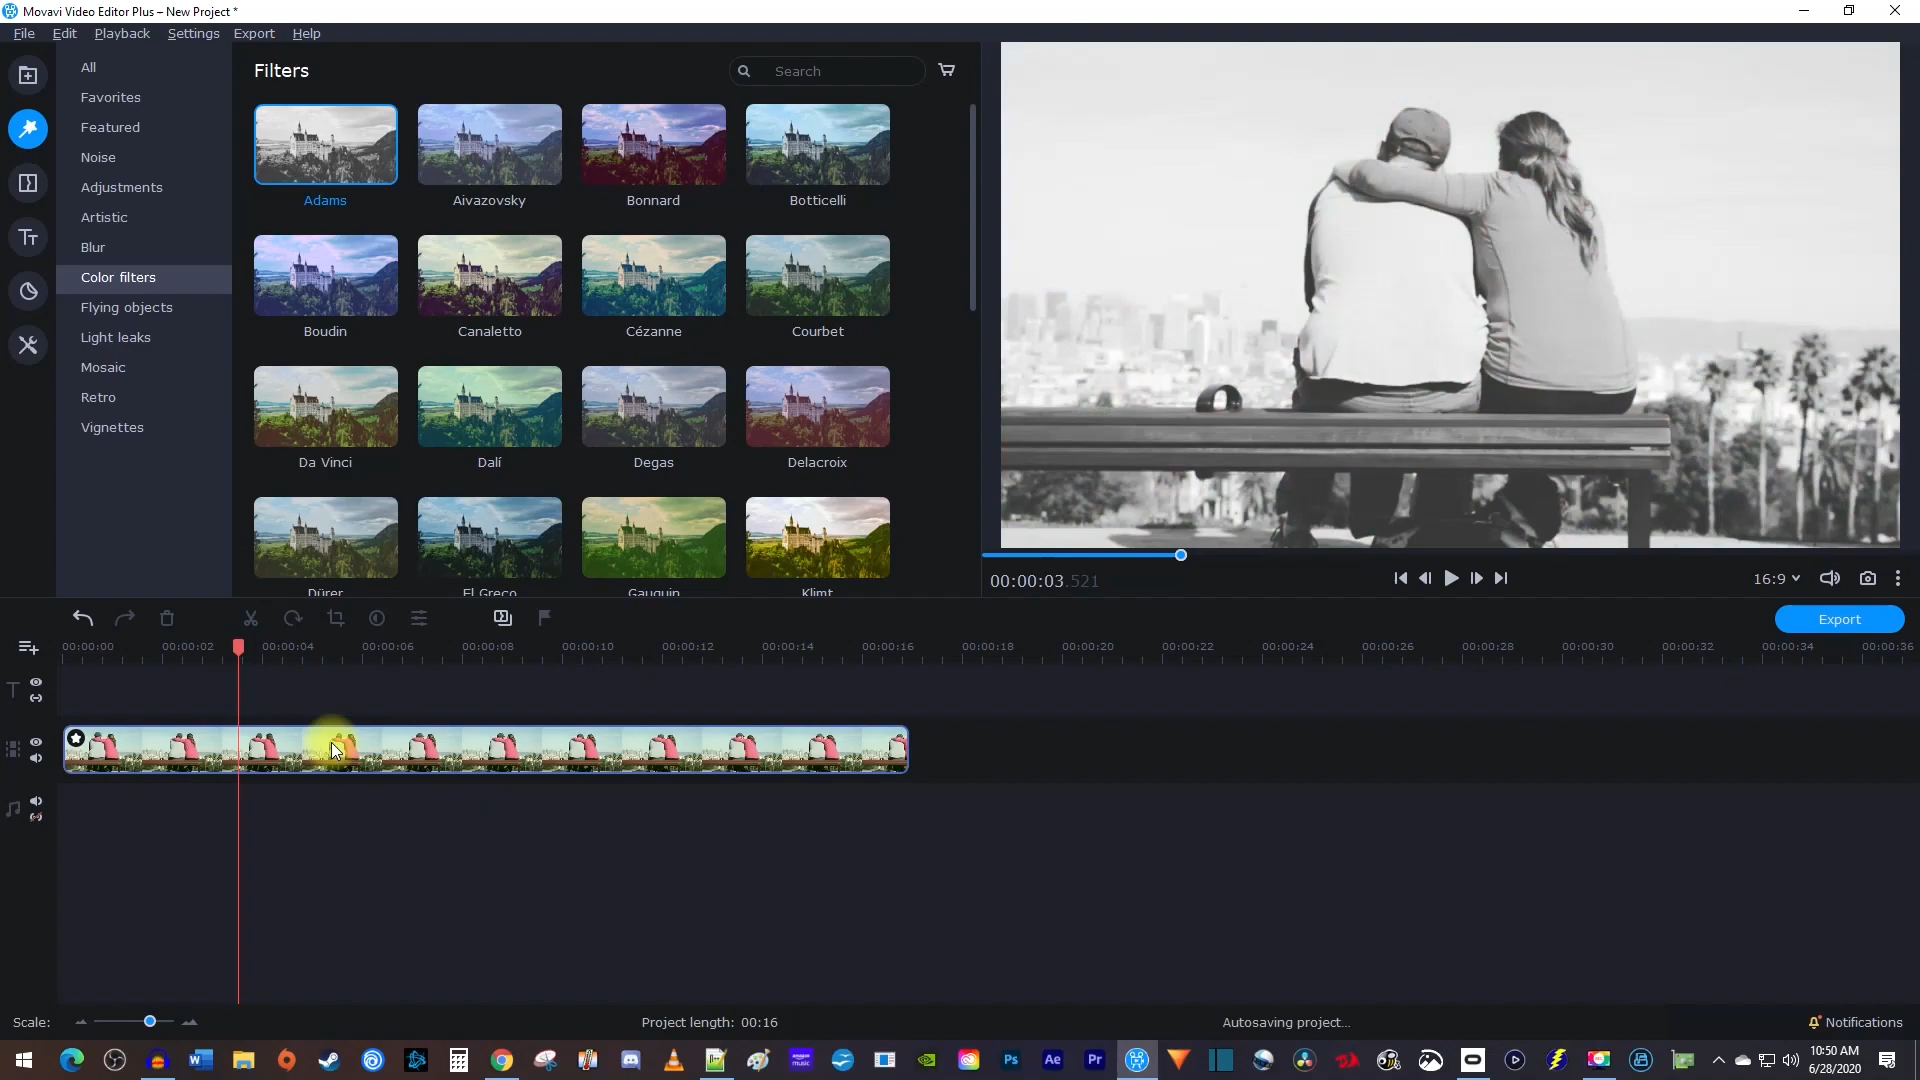 Movavi Video Editor Plus – New Project *
File Edit Playback Settings Export Help
All
Favorites
Featured
Noise
Adjustments
Artistic
Blur
Color filters
Flying objects
Light leaks
Mosaic
Retro
Vignettes
Filters
Search
Adams Aivazovsky Bonnard Botticelli
Boudin Canaletto Cézanne Courbet
Da Vinci Dalí Degas Delacroix
Dürer El Greco Gauguin Klimt
00:00:03.521
16:9
Export
00:00:00 00:00:02 00:00:04 00:00:06 00:00:08 00:00:10 00:00:12 00:00:14 00:00:16 00:00:18 00:00:20 00:00:22 00:00:24 00:00:26 00:00:28 00:00:30 00:00:32 00:00:34 00:00:36
Scale:
Project length: 00:16
Autosaving project...
Notifications
Ps Ae Pr
10:50 AM
6/28/2020